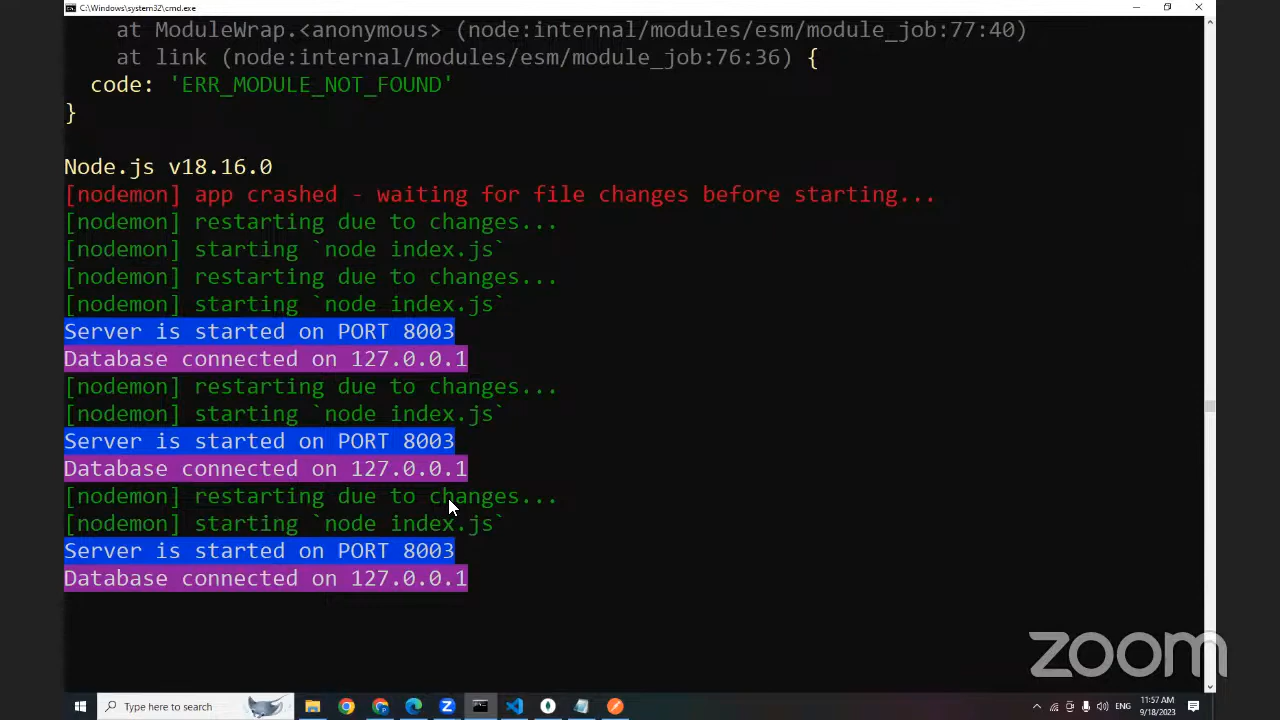 C:\Windows\system32\cmd.exe
at ModuleWrap.<anonymous> (node:internal/modules/esm/module_job:77:40)
at link (node:internal/modules/esm/module_job:76:36) {
code: 'ERR_MODULE_NOT_FOUND'
}
Node.js v18.16.0
[nodemon] app crashed - waiting for file changes before starting...
[nodemon] restarting due to changes...
[nodemon] starting `node index.js`
[nodemon] restarting due to changes...
[nodemon] starting `node index.js`
Server is started on PORT 8003
Database connected on 127.0.0.1
[nodemon] restarting due to changes...
[nodemon] starting `node index.js`
Server is started on PORT 8003
Database connected on 127.0.0.1
[nodemon] restarting due to changes...
[nodemon] starting `node index.js`
Server is started on PORT 8003
Database connected on 127.0.0.1
zoom
Type here to search
ENG
11:57 AM
9/18/2023